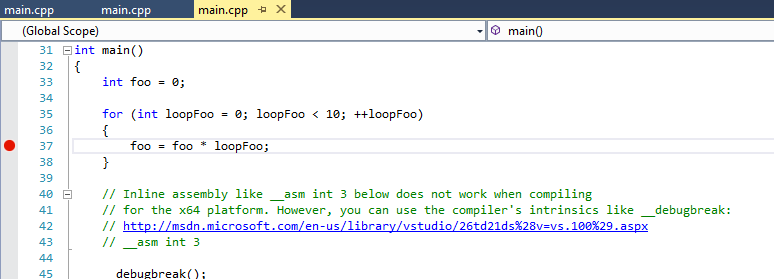 main.cpp main.cpp main.cpp
(Global Scope) main()
31 int main()
32 {
33 int foo = 0;
34
35 for (int loopFoo = 0; loopFoo < 10; ++loopFoo)
36 {
37 foo = foo * loopFoo;
38 }
39
40 // Inline assembly like __asm int 3 below does not work when compiling
41 // for the x64 platform. However, you can use the compiler's intrinsics like __debugbreak:
42 // http://msdn.microsoft.com/en-us/library/vstudio/26td21ds%28v=vs.100%29.aspx
43 // __asm int 3
44
45 debugbreak();